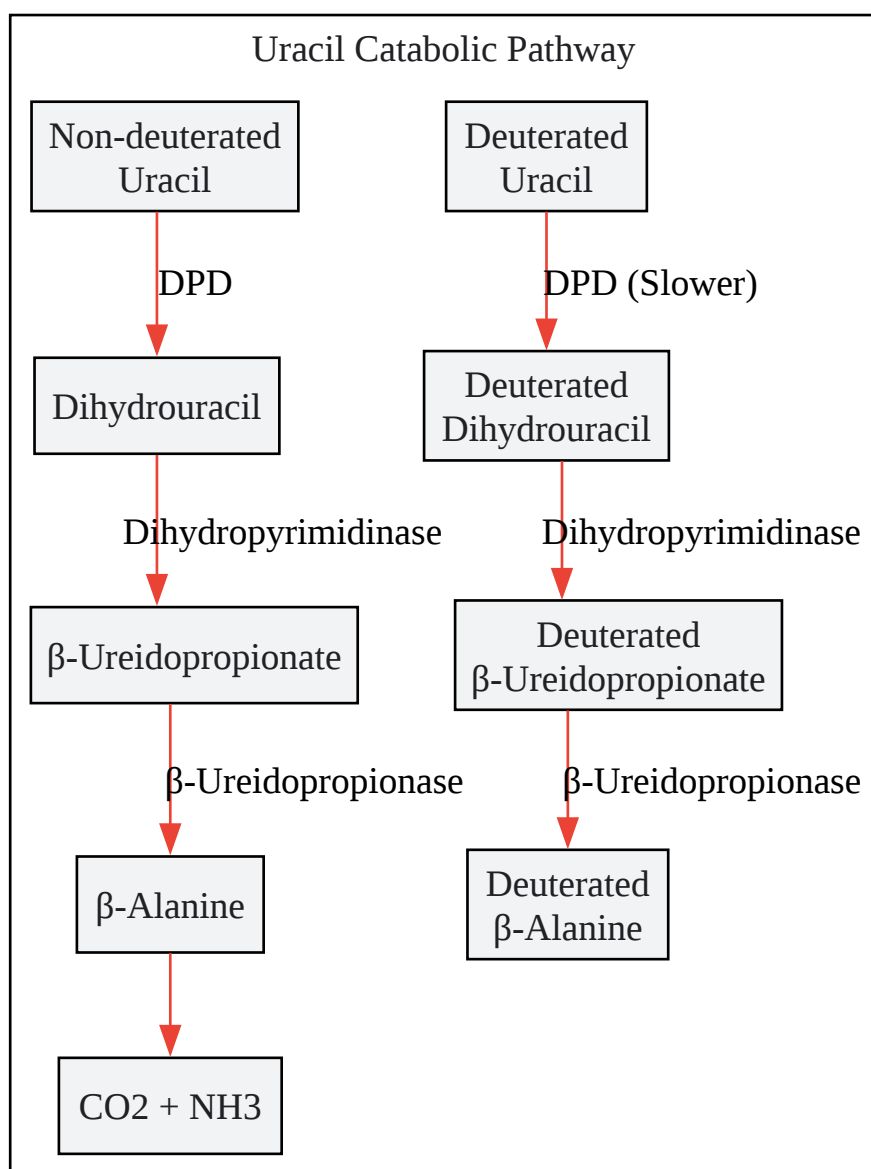 Uracil Catabolic Pathway
Non-deuterated
Uracil
DPD
Dihydrouracil
Dihydropyrimidinase
β-Ureidopropionate
β-Ureidopropionase
β-Alanine
CO2 + NH3
Deuterated
Uracil
DPD (Slower)
Deuterated
Dihydrouracil
Dihydropyrimidinase
Deuterated
β-Ureidopropionate
β-Ureidopropionase
Deuterated
β-Alanine